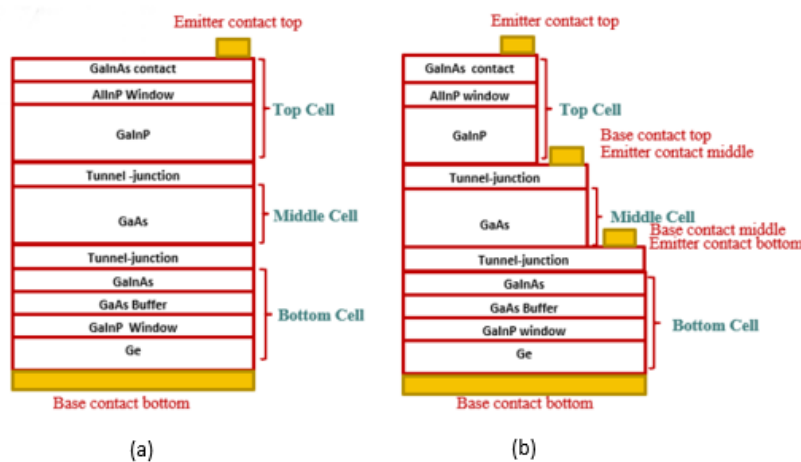 Emitter contact top
GaInAs contact
AlInP Window
GaInP
Top Cell
Tunnel -junction
GaAs
Middle Cell
Tunnel-junction
GaInAs
GaAs Buffer
GaInP Window
Ge
Bottom Cell
Base contact bottom
(a)
Emitter contact top
GaInAs contact
AlInP window
GaInP
Top Cell
Base contact top
Emitter contact middle
Tunnel-junction
GaAs
Middle Cell
Base contact middle
Emitter contact bottom
Tunnel-junction
GaInAs
GaAs Buffer
GaInP window
Ge
Bottom Cell
Base contact bottom
(b)